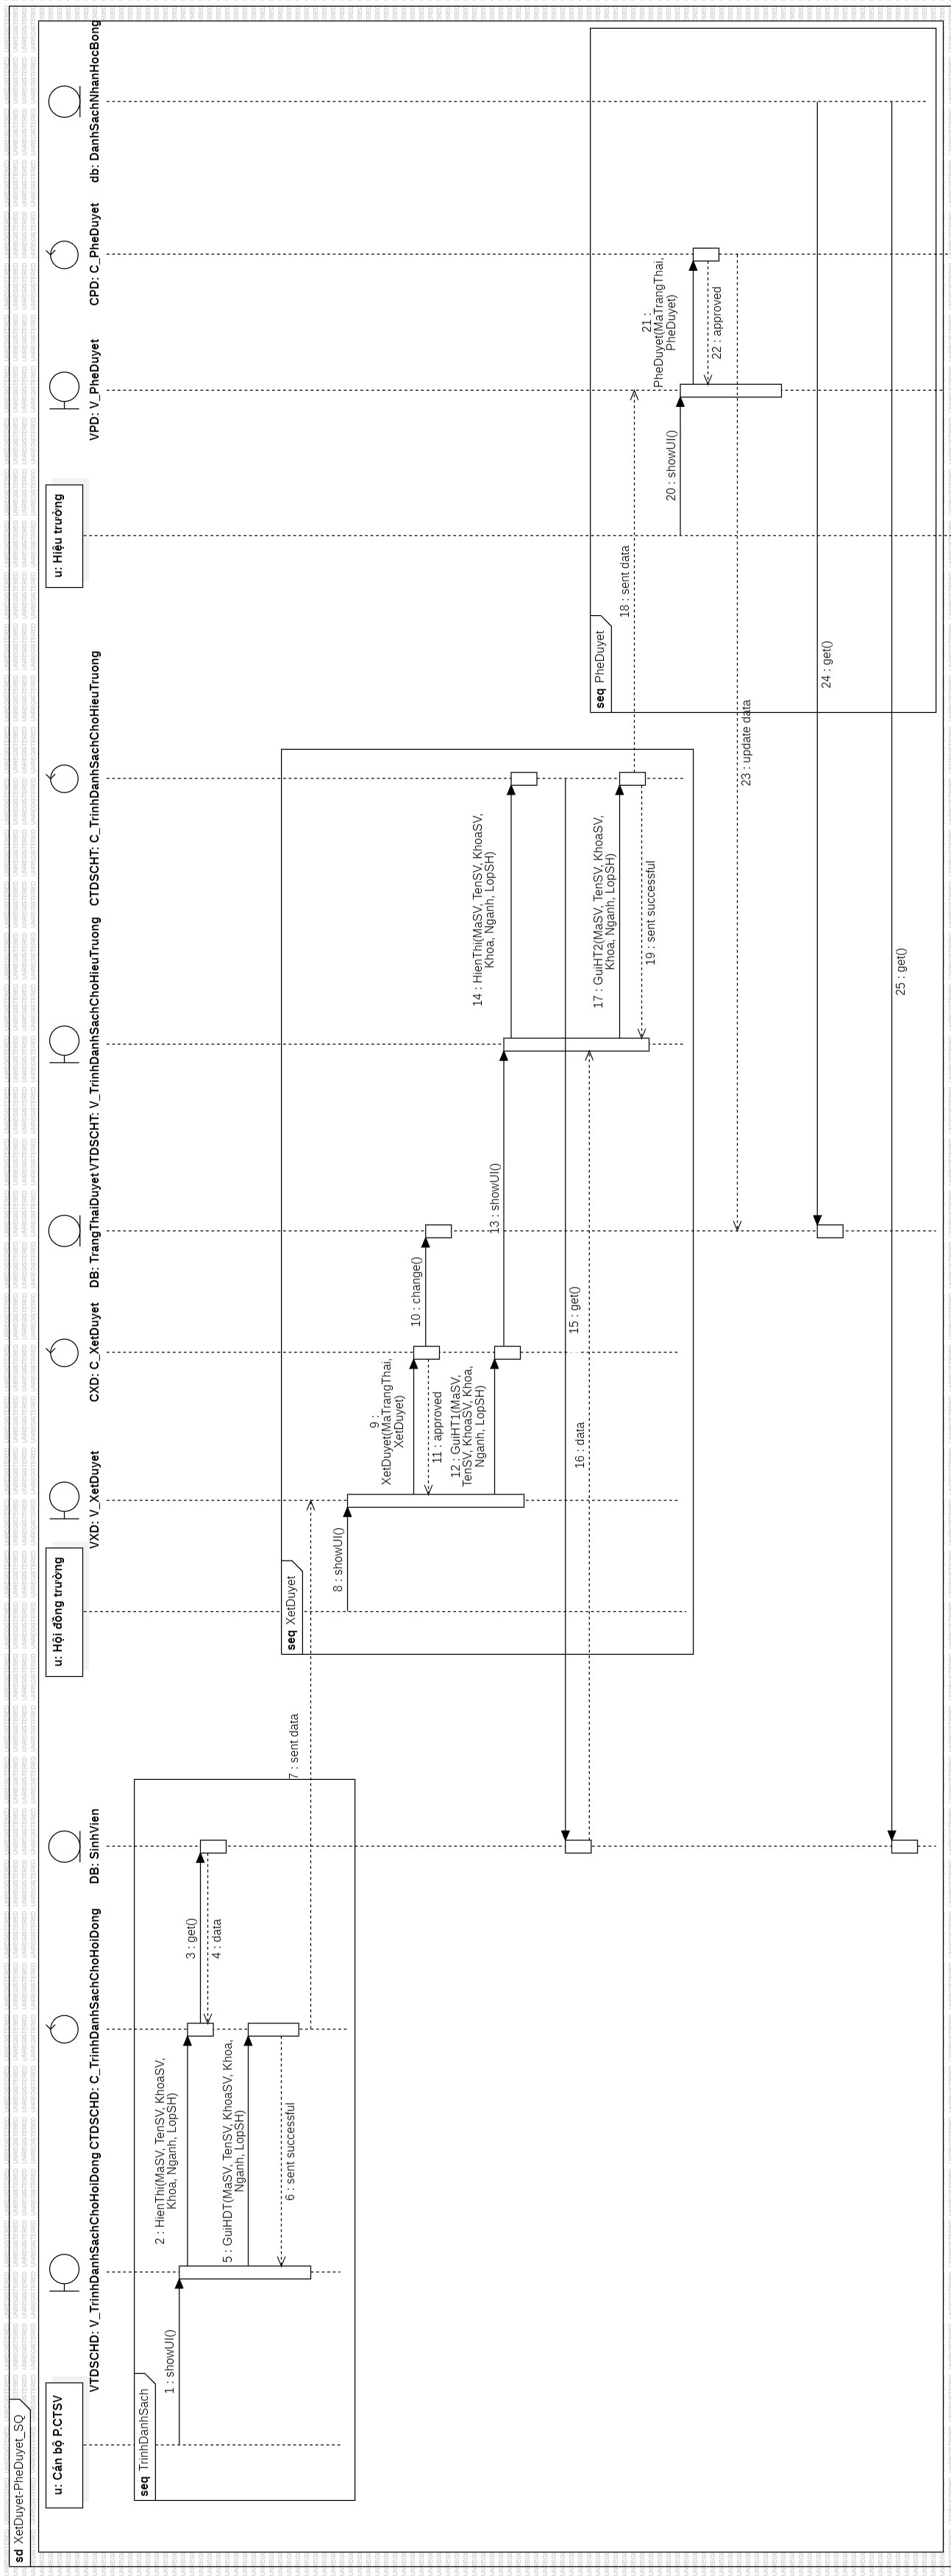 sd XetDuyet-PheDuyet_SQ
u: Cán bộ P.CTSV
VTDSCHD: V_TrinhDanhSachChoHoiDong
CTDSCHD: C_TrinhDanhSachChoHoiDong
DB: SinhVien
u: Hội đồng trường
VXD: V_XetDuyet
CXD: C_XetDuyet
DB: TrangThaiDuyet
VTDSCHT: V_TrinhDanhSachChoHieuTruong
CTDSCHT: C_TrinhDanhSachChoHieuTruong
u: Hiệu trưởng
VPD: V_PheDuyet
CPD: C_PheDuyet
db: DanhSachNhanHocBong
seq TrinhDanhSach
1 : showUI()
2 : HienThi(MaSV, TenSV, KhoaSV,
Khoa, Nganh, LopSH)
3 : get()
4 : data
5 : GuiHDT(MaSV, TenSV, KhoaSV, Khoa,
Nganh, LopSH)
6 : sent successful
7 : sent data
seq XetDuyet
8 : showUI()
9 :
XetDuyet(MaTrangThai,
XetDuyet)
10 : change()
11 : approved
12 : GuiHT1(MaSV,
TenSV, KhoaSV, Khoa,
Nganh, LopSH)
13 : showUI()
14 : HienThi(MaSV, TenSV, KhoaSV,
Khoa, Nganh, LopSH)
15 : get()
16 : data
17 : GuiHT2(MaSV, TenSV, KhoaSV,
Khoa, Nganh, LopSH)
18 : sent data
19 : sent successful
seq PheDuyet
20 : showUI()
21 :
PheDuyet(MaTrangThai,
PheDuyet)
22 : approved
23 : update data
24 : get()
25 : get()
UNREGISTERED